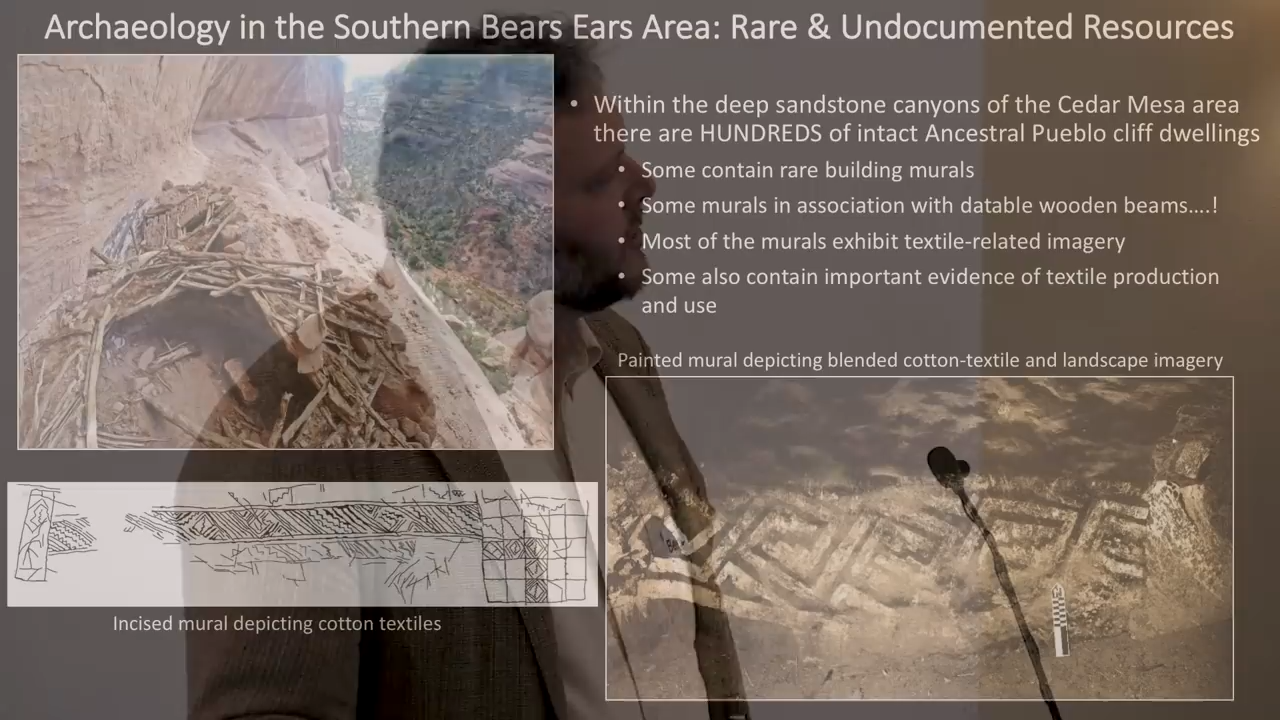 Archaeology in the Southern Bears Ears Area: Rare & Undocumented Resources
• Within the deep sandstone canyons of the Cedar Mesa area
there are HUNDREDS of intact Ancestral Pueblo cliff dwellings
• Some contain rare building murals
• Some murals in association with datable wooden beams....!
• Most of the murals exhibit textile-related imagery
• Some also contain important evidence of textile production
and use
Painted mural depicting blended cotton-textile and landscape imagery
Incised mural depicting cotton textiles